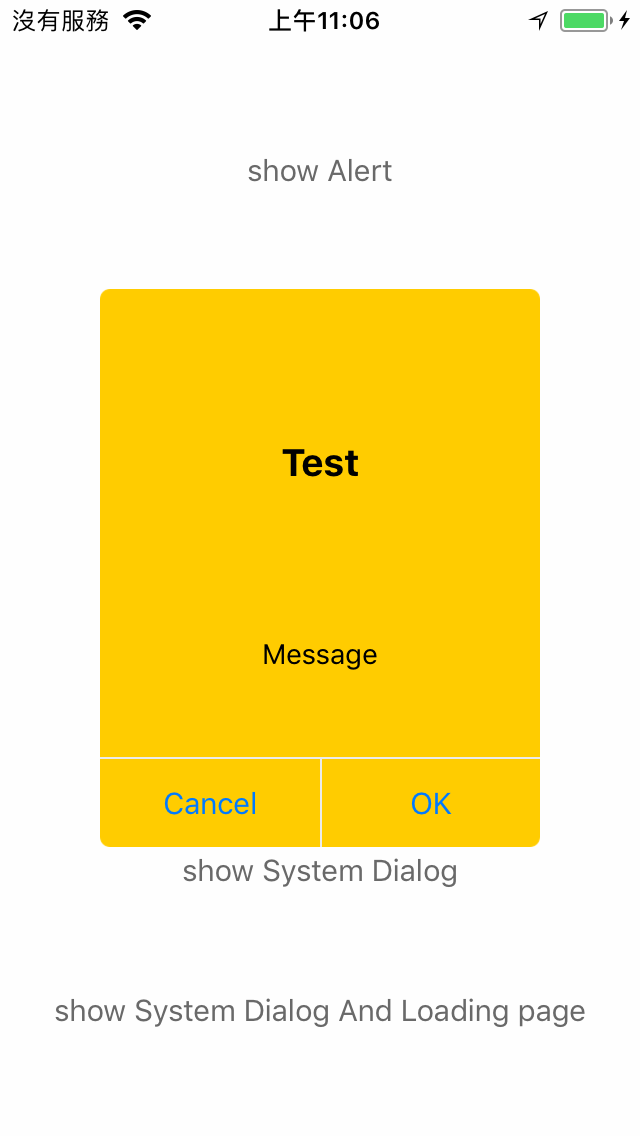 沒有服務
上午11:06
show Alert
Test
Message
Cancel
OK
show System Dialog
show System Dialog And Loading page